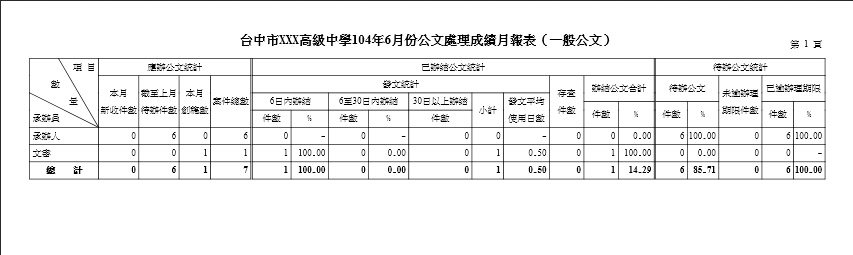 台中市XXX高級中學104年6月份公文處理成績月報表（一般公文）
第 1 頁
項 目
數
量
承辦員
應辦公文統計
已辦結公文統計
待辦公文統計
本月
新收件數
截至上月
待辦件數
本月
創稿數
案件總數
發文統計
6日內辦結
6至30日內辦結
30日以上辦結
件數 % 件數 % 件數
小計
發文平均
使用日數
存查
件數
辦結公文合計
件數 %
待辦公文
件數 %
未逾辦理
期限件數
已逾辦理期限
件數 %
承辦人 0 6 0 6 0 - 0 - 0 0 - 0 0 0.00 6 100.00 0 6 100.00
文書 0 0 1 1 1 100.00 0 0.00 0 1 0.50 0 1 100.00 0 0.00 0 0 -
總 計 0 6 1 7 1 100.00 0 0.00 0 1 0.50 0 1 14.29 6 85.71 0 6 100.00